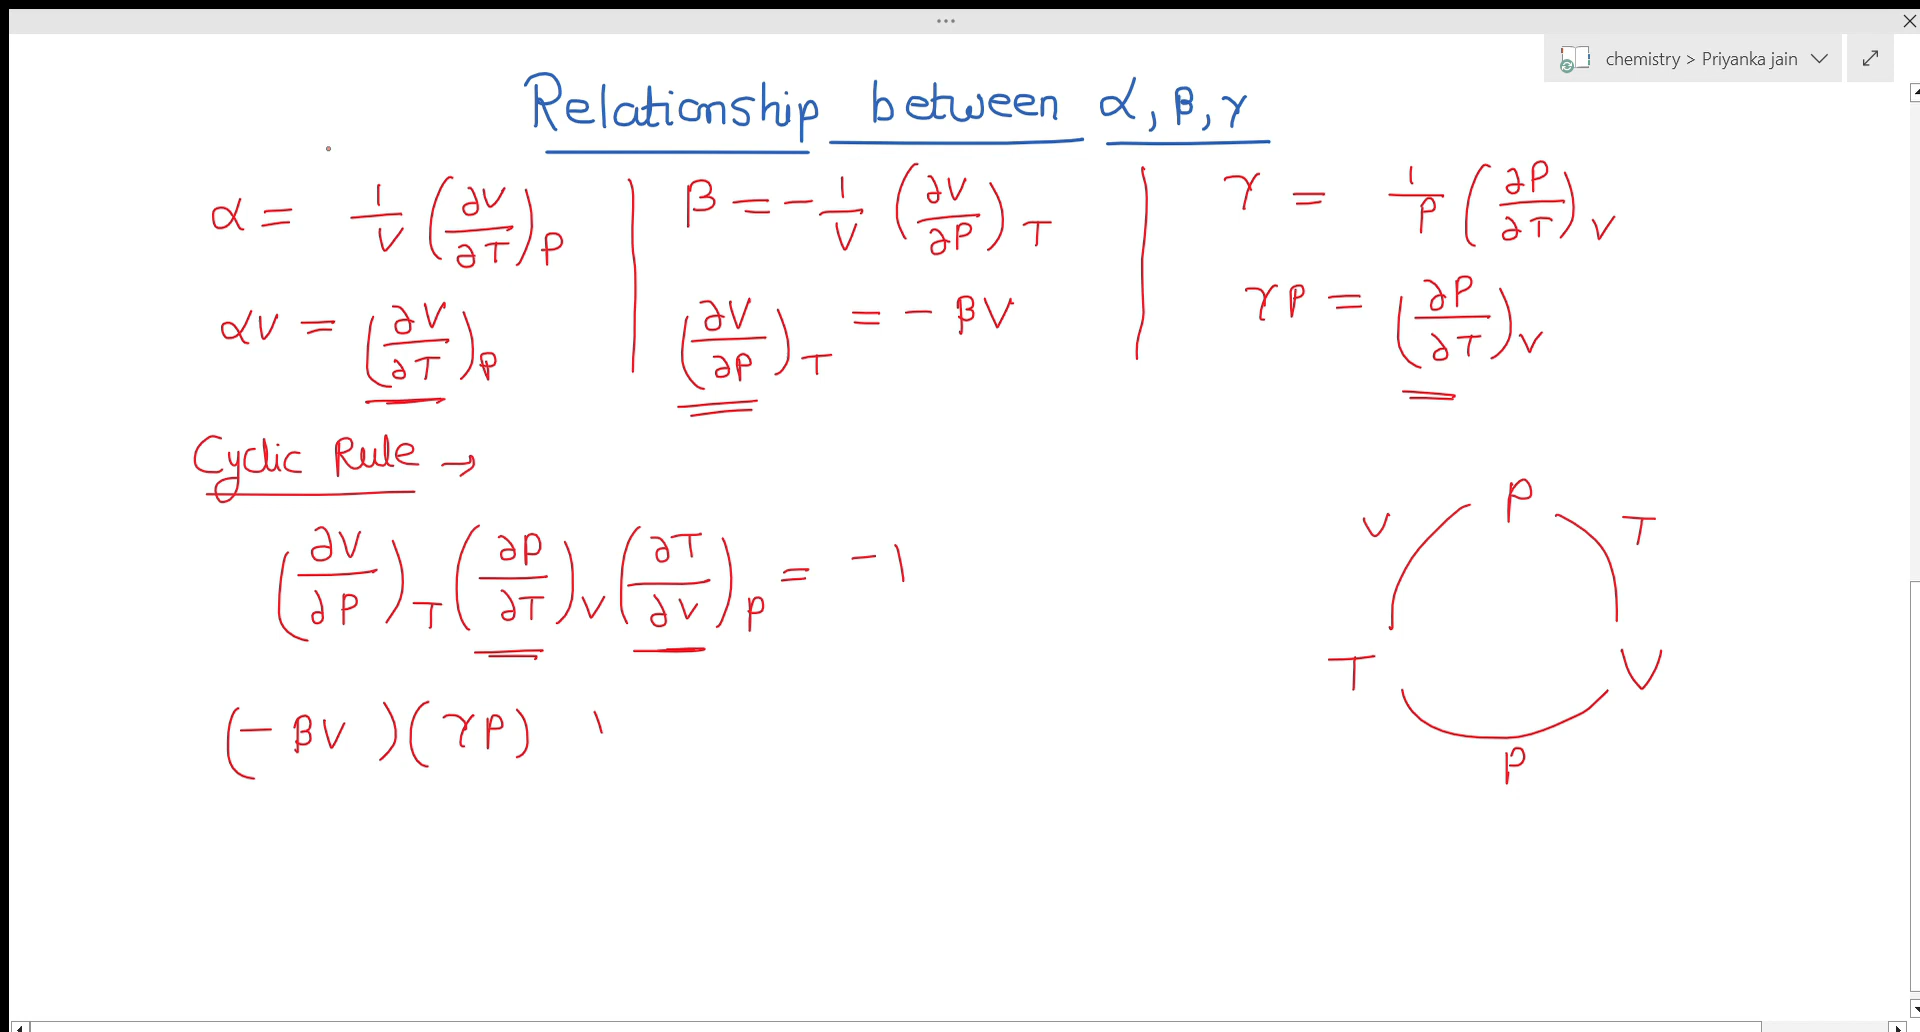 chemistry > Priyanka jain
Relationship between α, β, γ
α = 1/V (∂V/∂T)P | β = -1/V (∂V/∂P)T | γ = 1/P (∂P/∂T)V
αV = (∂V/∂T)P | (∂V/∂P)T = - βV | γP = (∂P/∂T)V
Cyclic Rule →
(∂V/∂P)T (∂P/∂T)V (∂T/∂V)P = -1
(- βV) (γP)
P
V T
T V
P